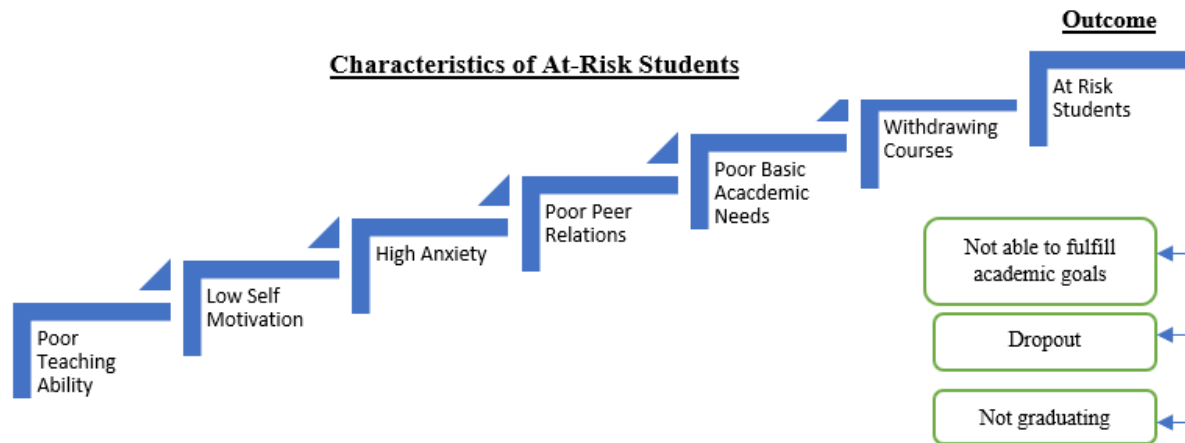 Outcome
Characteristics of At-Risk Students
At Risk
Students
Withdrawing
Courses
Poor Basic
Acacdemic
Needs
Poor Peer
Relations
High Anxiety
Low Self
Motivation
Poor
Teaching
Ability
Not able to fulfill
academic goals
Dropout
Not graduating